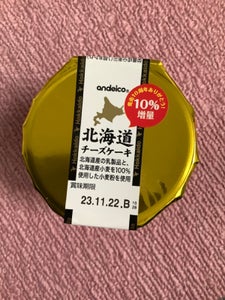 andeico
10%
増量
北海道
チーズケーキ
北海道産の乳製品と、
北海道産小麦を100%
使用した小麦粉を使用
賞味期限
23.11.22.B